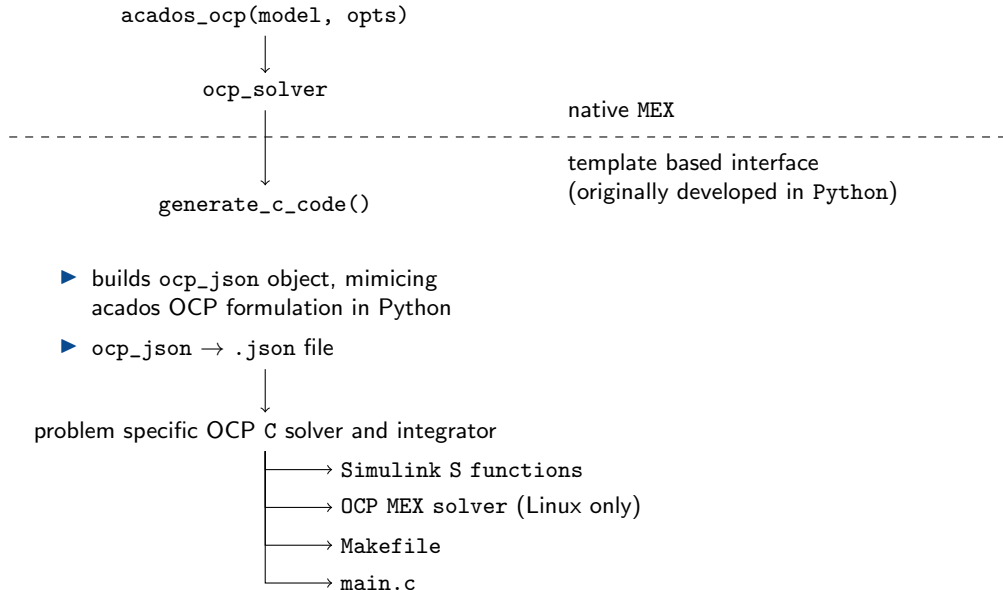 acados_ocp(model, opts)
ocp_solver
native MEX
template based interface
(originally developed in Python)
generate_c_code()
▶ builds ocp_json object, mimicing
acados OCP formulation in Python
▶ ocp_json → .json file
problem specific OCP C solver and integrator
Simulink S functions
OCP MEX solver (Linux only)
Makefile
main.c